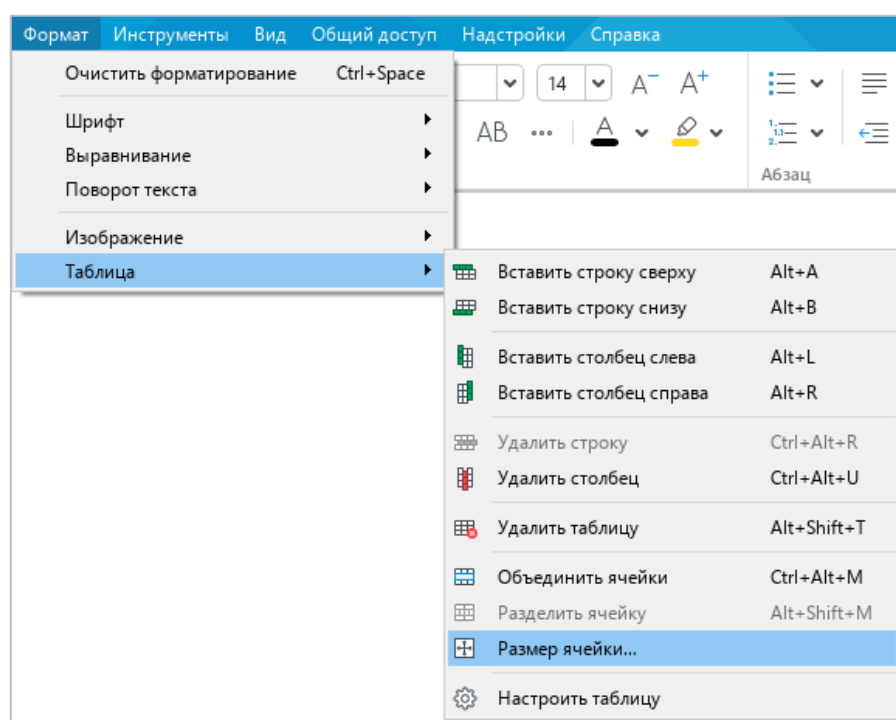 Формат Инструменты Вид Общий доступ Надстройки Справка
Очистить форматирование Ctrl+Space
14 A− A+
Шрифт
AB ... A
Выравнивание
Абзац
Поворот текста
Изображение
Таблица
Вставить строку сверху Alt+A
Вставить строку снизу Alt+B
Вставить столбец слева Alt+L
Вставить столбец справа Alt+R
Удалить строку Ctrl+Alt+R
Удалить столбец Ctrl+Alt+U
Удалить таблицу Alt+Shift+T
Объединить ячейки Ctrl+Alt+M
Разделить ячейку Alt+Shift+M
Размер ячейки...
Настроить таблицу